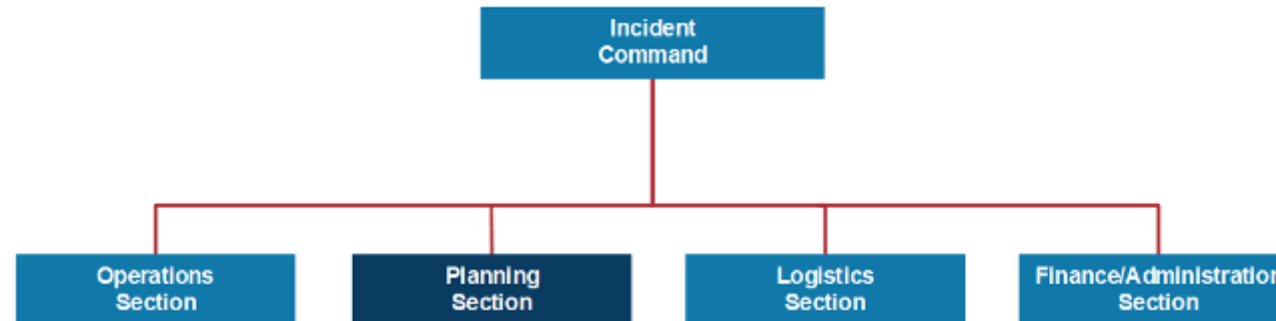 Incident
Command
Operations
Section
Planning
Section
Logistics
Section
Finance/Administration
Section